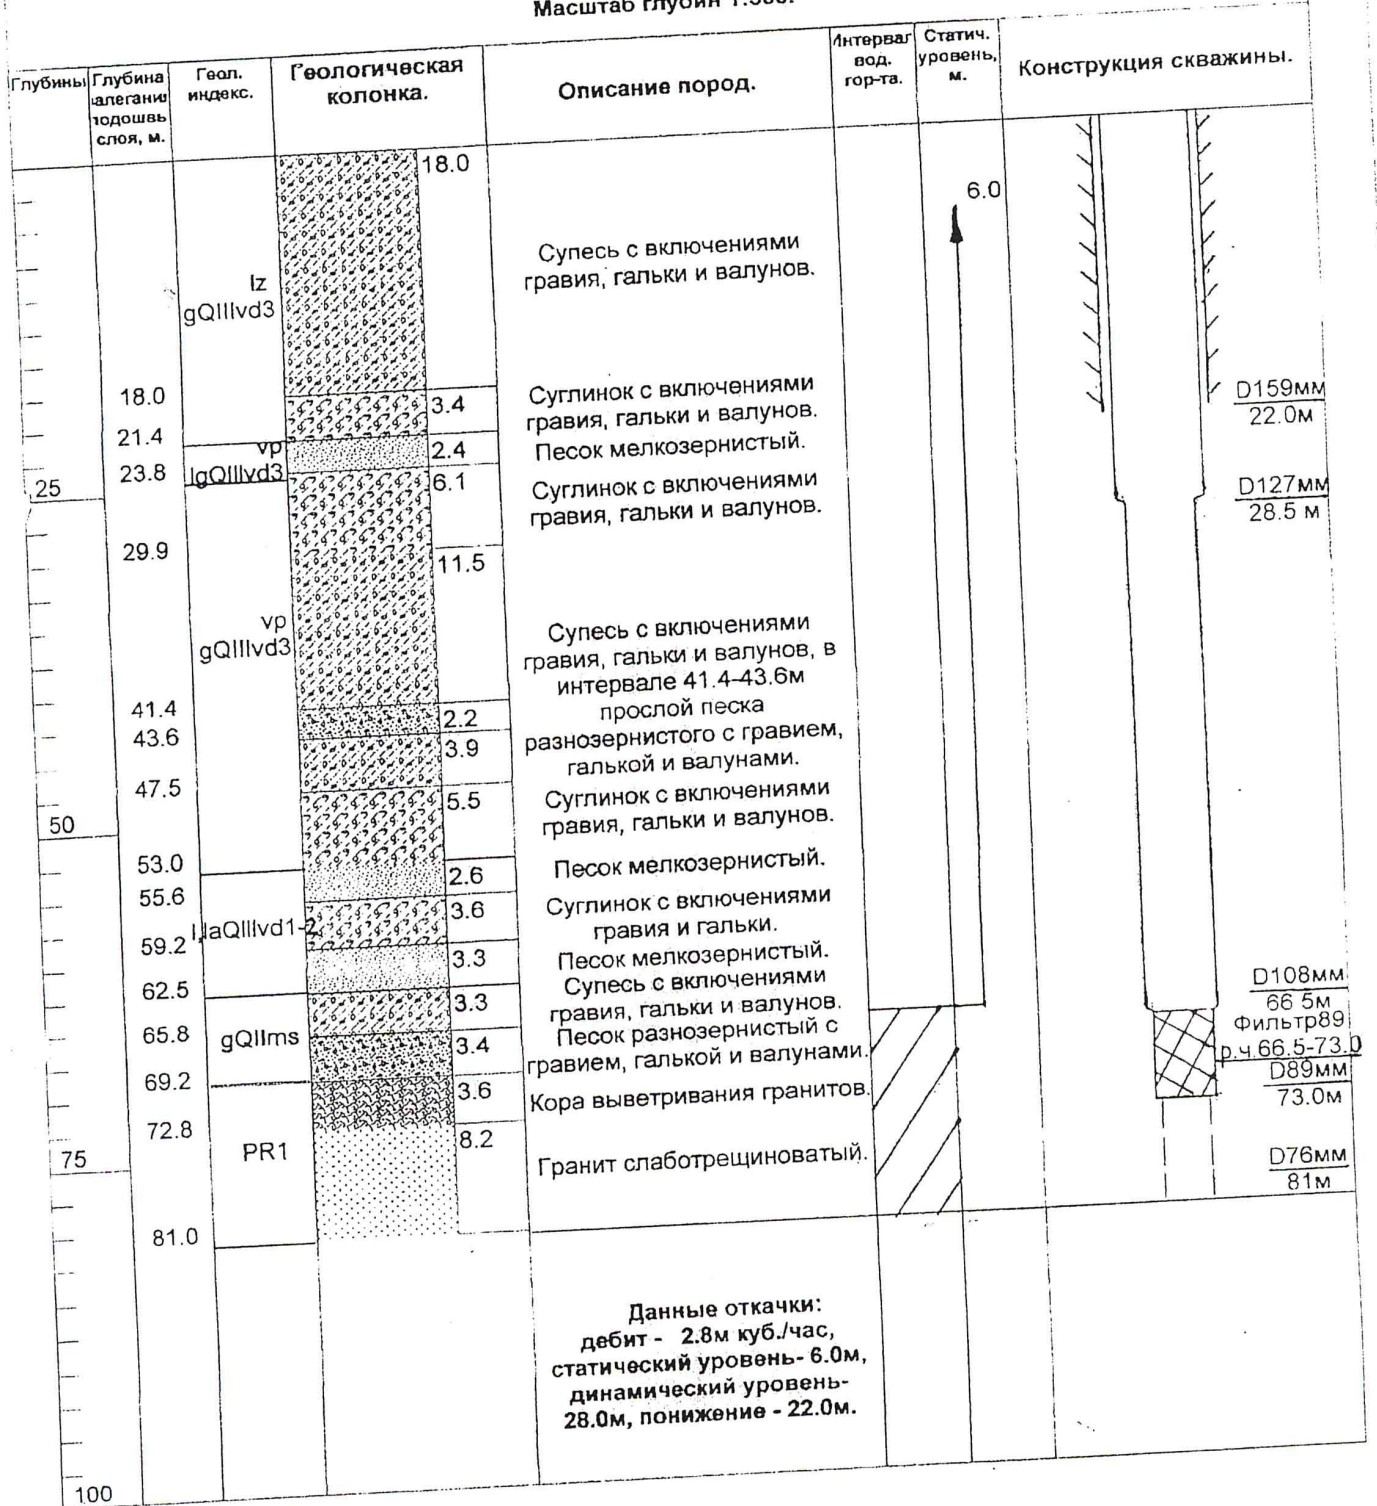 Масштаб глубин 1:500.
Глубины
Глубина
залегания
подошвы
слоя, м.
Геол.
индекс.
Геологическая
колонка.
Описание пород.
Интервал
вод.
гор-та.
Статич.
уровень,
м.
Конструкция скважины.
18.0
6.0
Супесь с включениями
гравия, гальки и валунов.
lz
gQIIIvd3
18.0
3.4
Суглинок с включениями
гравия, гальки и валунов.
D159мм
22.0м
21.4
vp
2.4
Песок мелкозернистый.
23.8
lgQIIIvd3
6.1
Суглинок с включениями
гравия, гальки и валунов.
25
D127мм
28.5 м
29.9
11.5
vp
gQIIIvd3
Супесь с включениями
гравия, гальки и валунов, в
интервале 41.4-43.6м
прослой песка
разнозернистого с гравием,
галькой и валунами.
41.4
2.2
43.6
3.9
47.5
5.5
Суглинок с включениями
гравия, гальки и валунов.
50
53.0
2.6
Песок мелкозернистый.
55.6
3.6
Суглинок с включениями
гравия и гальки.
l,laQIIIvd1-2
59.2
3.3
Песок мелкозернистый.
62.5
3.3
Супесь с включениями
гравия, гальки и валунов.
D108мм
66.5м
65.8
gQIIms
3.4
Песок разнозернистый с
гравием, галькой и валунами.
Фильтр89
р.ч.66.5-73.0
69.2
3.6
Кора выветривания гранитов.
D89мм
73.0м
72.8
PR1
8.2
Гранит слаботрещиноватый.
75
D76мм
81м
81.0
Данные откачки:
дебит - 2.8м куб./час,
статический уровень- 6.0м,
динамический уровень-
28.0м, понижение - 22.0м.
100